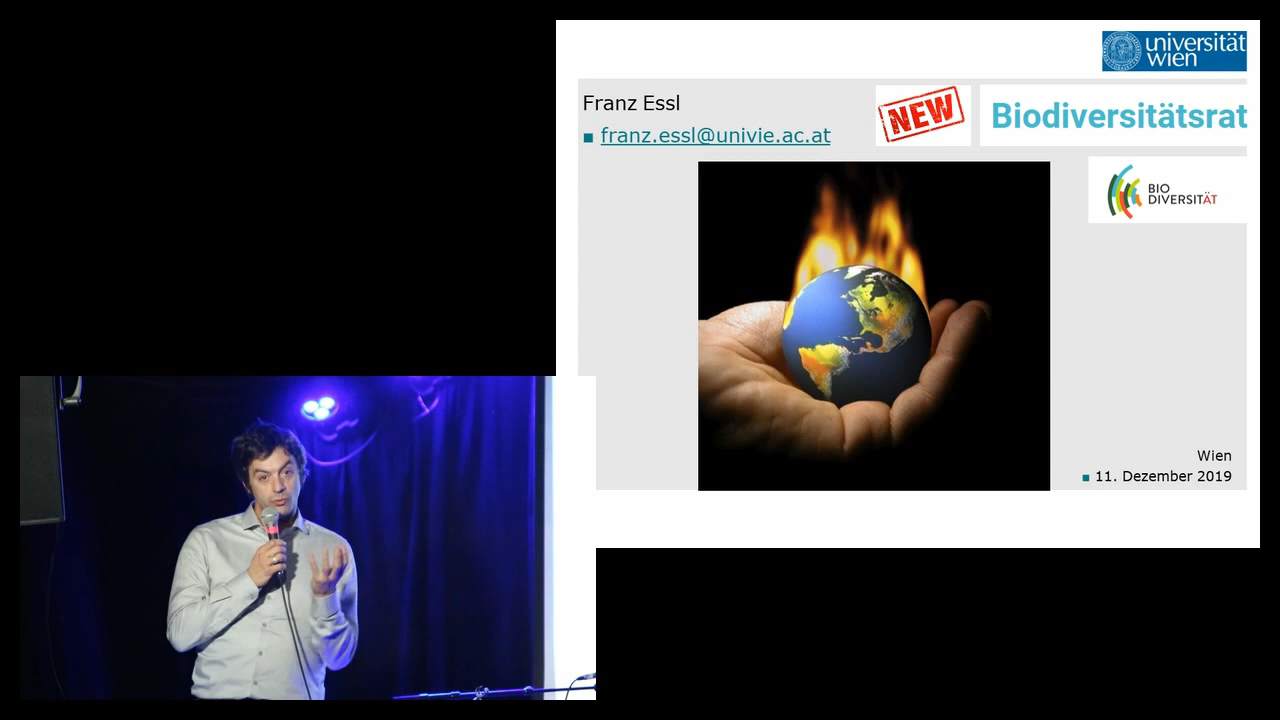 universität
wien
Franz Essl
franz.essl@univie.ac.at
NEW
Biodiversitätsrat
BIO
DIVERSITÄT
Wien
11. Dezember 2019